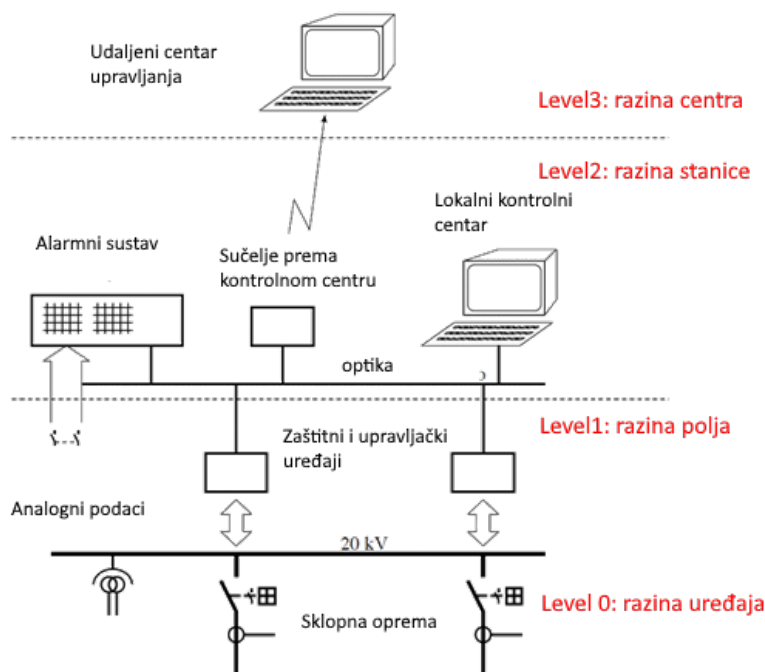 Udaljeni centar
upravljanja
Level3: razina centra
Level2: razina stanice
Lokalni kontrolni
centar
Alarmni sustav
Sučelje prema
kontrolnom centru
optika
Level1: razina polja
Zaštitni i upravljački
uređaji
Analogni podaci
20 kV
Level 0: razina uređaja
Sklopna oprema